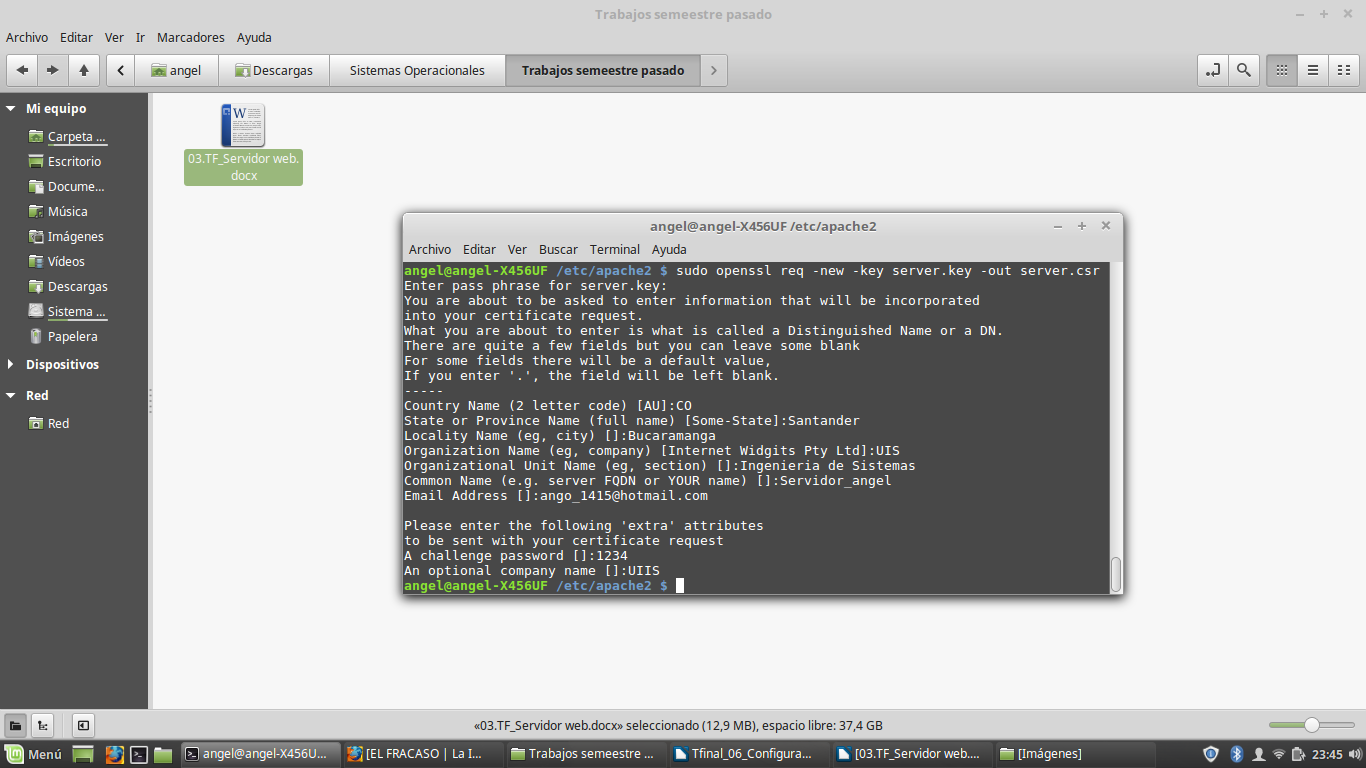 Trabajos semeestre pasado
Archivo Editar Ver Ir Marcadores Ayuda
angel Descargas Sistemas Operacionales Trabajos semeestre pasado
Mi equipo
Carpeta ...
Escritorio
Docume...
Música
Imágenes
Vídeos
Descargas
Sistema ...
Papelera
Dispositivos
Red
Red
03.TF_Servidor web.
docx
angel@angel-X456UF /etc/apache2
Archivo Editar Ver Buscar Terminal Ayuda
angel@angel-X456UF /etc/apache2 $ sudo openssl req -new -key server.key -out server.csr
Enter pass phrase for server.key:
You are about to be asked to enter information that will be incorporated
into your certificate request.
What you are about to enter is what is called a Distinguished Name or a DN.
There are quite a few fields but you can leave some blank
For some fields there will be a default value,
If you enter '.', the field will be left blank.
-----
Country Name (2 letter code) [AU]:CO
State or Province Name (full name) [Some-State]:Santander
Locality Name (eg, city) []:Bucaramanga
Organization Name (eg, company) [Internet Widgits Pty Ltd]:UIS
Organizational Unit Name (eg, section) []:Ingenieria de Sistemas
Common Name (e.g. server FQDN or YOUR name) []:Servidor_angel
Email Address []:ango_1415@hotmail.com
Please enter the following 'extra' attributes
to be sent with your certificate request
A challenge password []:1234
An optional company name []:UIIS
angel@angel-X456UF /etc/apache2 $
«03.TF_Servidor web.docx» seleccionado (12,9 MB), espacio libre: 37,4 GB
Menú angel@angel-X456U... [EL FRACASO | La I... Trabajos semeestre ... Tfinal_06_Configura... [03.TF_Servidor web.... [Imágenes] 23:45